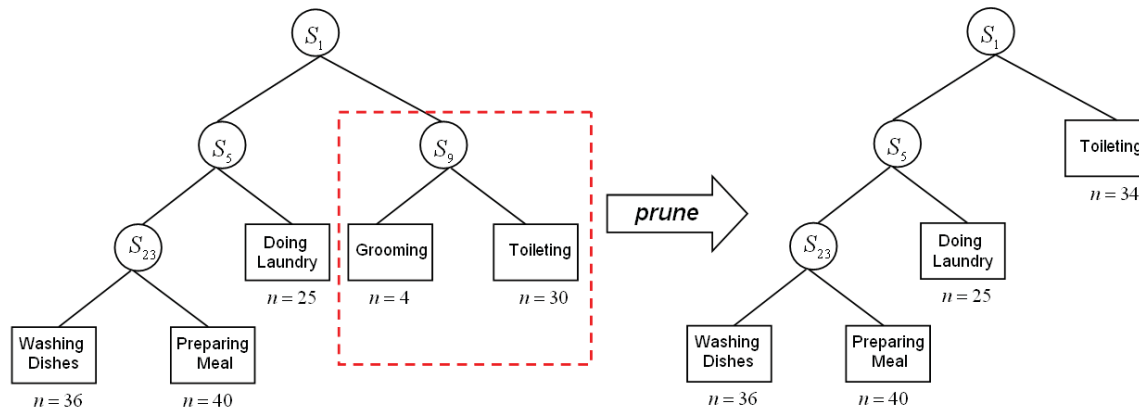 S1
S5
S9
S23
Doing
Laundry
n = 25
Grooming
n = 4
Toileting
n = 30
Washing
Dishes
n = 36
Preparing
Meal
n = 40
prune
S1
S5
Toileting
n = 34
S23
Doing
Laundry
n = 25
Washing
Dishes
n = 36
Preparing
Meal
n = 40